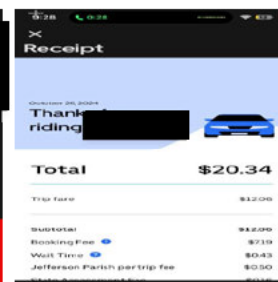 9:28 0:28
Receipt
October 26, 2024
Thank
riding
Total $20.34
Trip fare $12.06
Subtotal $12.06
Booking Fee $7.19
Wait Time $0.43
Jefferson Parish per trip fee $0.50